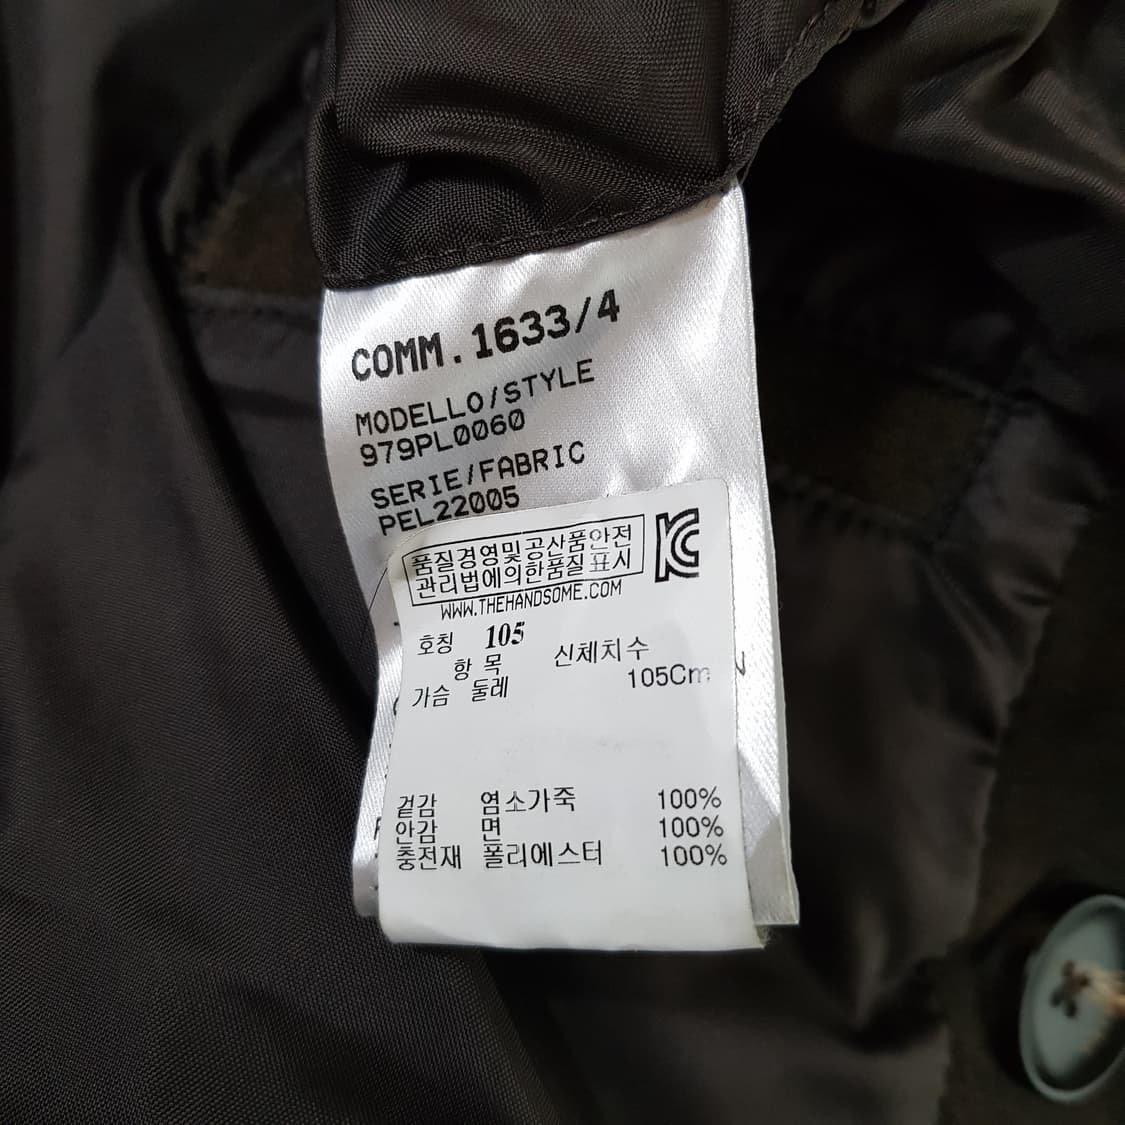 COMM.1633/4
MODELLO/STYLE
979PL0060
SERIE/FABRIC
PEL22005
품질경영및공산품안전
관리법에의한품질표시
WWW.THEHANDSOME.COM
호칭 105
항 목 신체치수
가슴 둘레 105Cm
겉감 염소가죽 100%
안감 면 100%
충전재 폴리에스터 100%